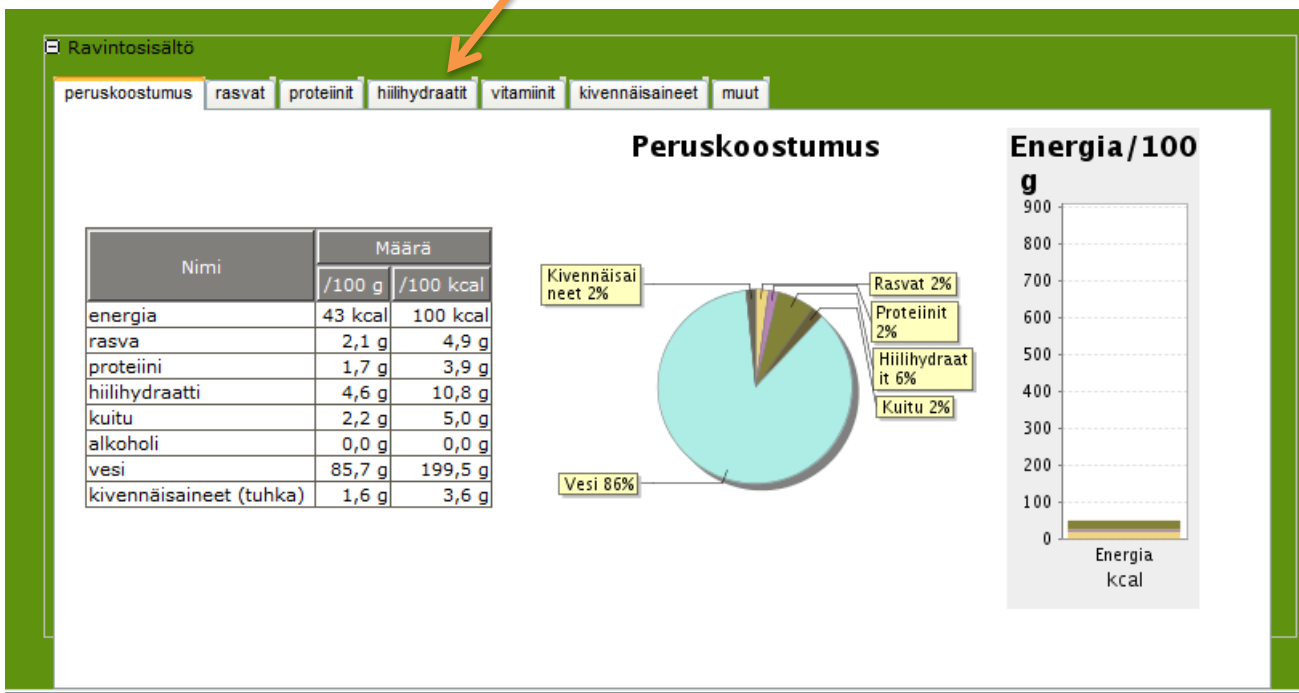 Ravintosisältö
peruskoostumus rasvat proteiinit hiilihydraatit vitamiinit kivennäisaineet muut
Peruskoostumus
Energia/100
g
Nimi
Määrä
/100 g /100 kcal
energia 43 kcal 100 kcal
rasva 2,1 g 4,9 g
proteiini 1,7 g 3,9 g
hiilihydraatti 4,6 g 10,8 g
kuitu 2,2 g 5,0 g
alkoholi 0,0 g 0,0 g
vesi 85,7 g 199,5 g
kivennäisaineet (tuhka) 1,6 g 3,6 g
Kivennäisai
neet 2%
Rasvat 2%
Proteiinit
2%
Hiilihydraat
it 6%
Kuitu 2%
Vesi 86%
900
800
700
600
500
400
300
200
100
0
Energia
kcal